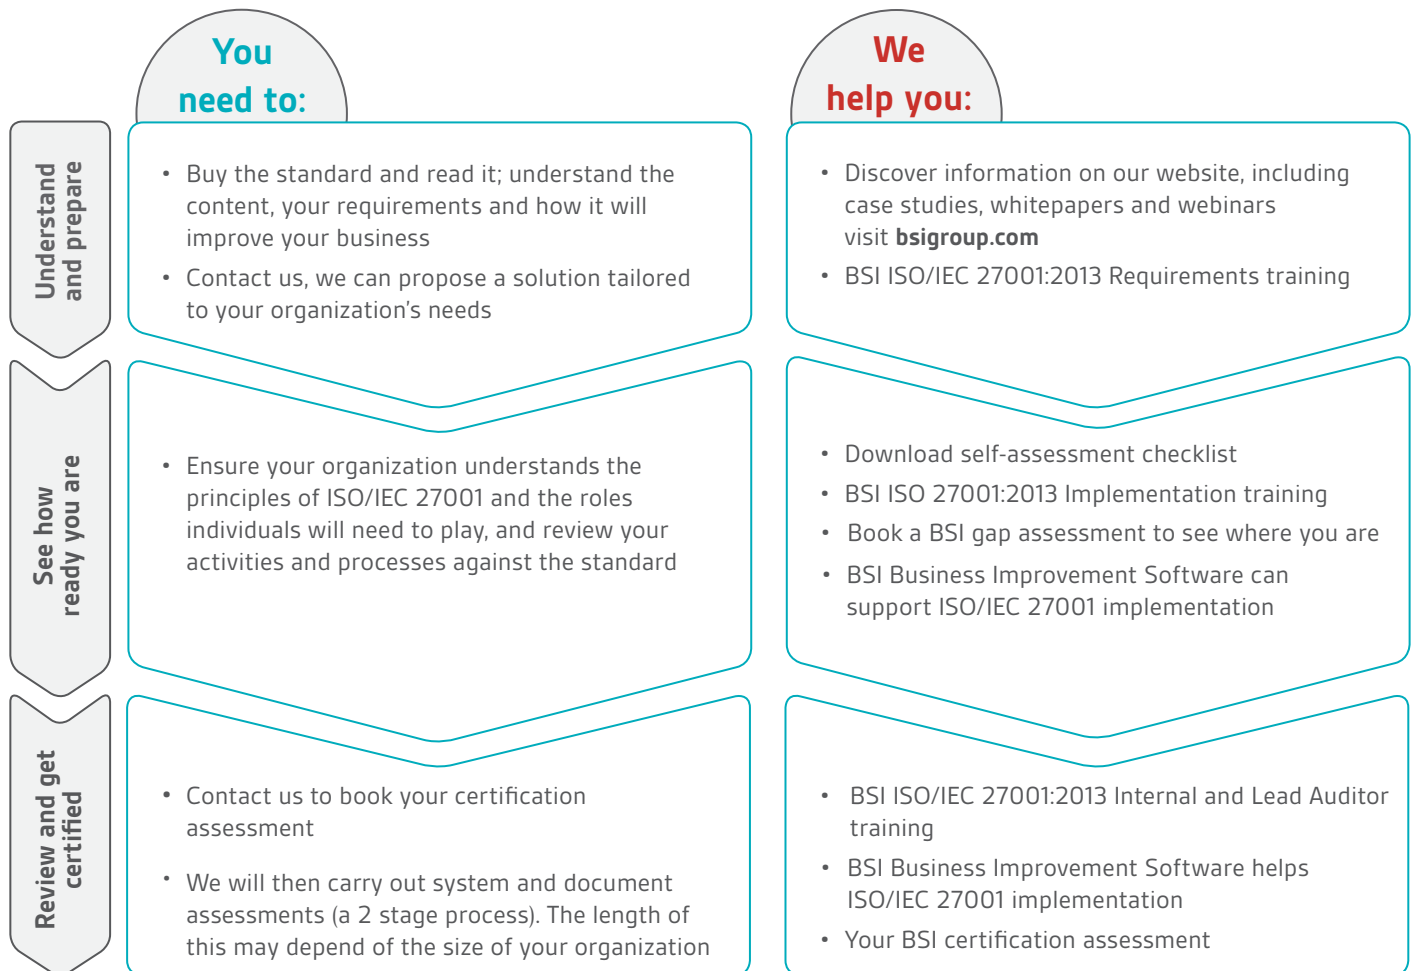 You
need to:
We
help you:
Understand
and prepare
• Buy the standard and read it; understand the
content, your requirements and how it will
improve your business
• Contact us, we can propose a solution tailored
to your organization's needs
• Discover information on our website, including
case studies, whitepapers and webinars
visit bsigroup.com
• BSI ISO/IEC 27001:2013 Requirements training
See how
ready you are
• Ensure your organization understands the
principles of ISO/IEC 27001 and the roles
individuals will need to play, and review your
activities and processes against the standard
• Download self-assessment checklist
• BSI ISO 27001:2013 Implementation training
• Book a BSI gap assessment to see where you are
• BSI Business Improvement Software can
support ISO/IEC 27001 implementation
Review and get
certified
• Contact us to book your certification
assessment
• We will then carry out system and document
assessments (a 2 stage process). The length of
this may depend of the size of your organization
• BSI ISO/IEC 27001:2013 Internal and Lead Auditor
training
• BSI Business Improvement Software helps
ISO/IEC 27001 implementation
• Your BSI certification assessment